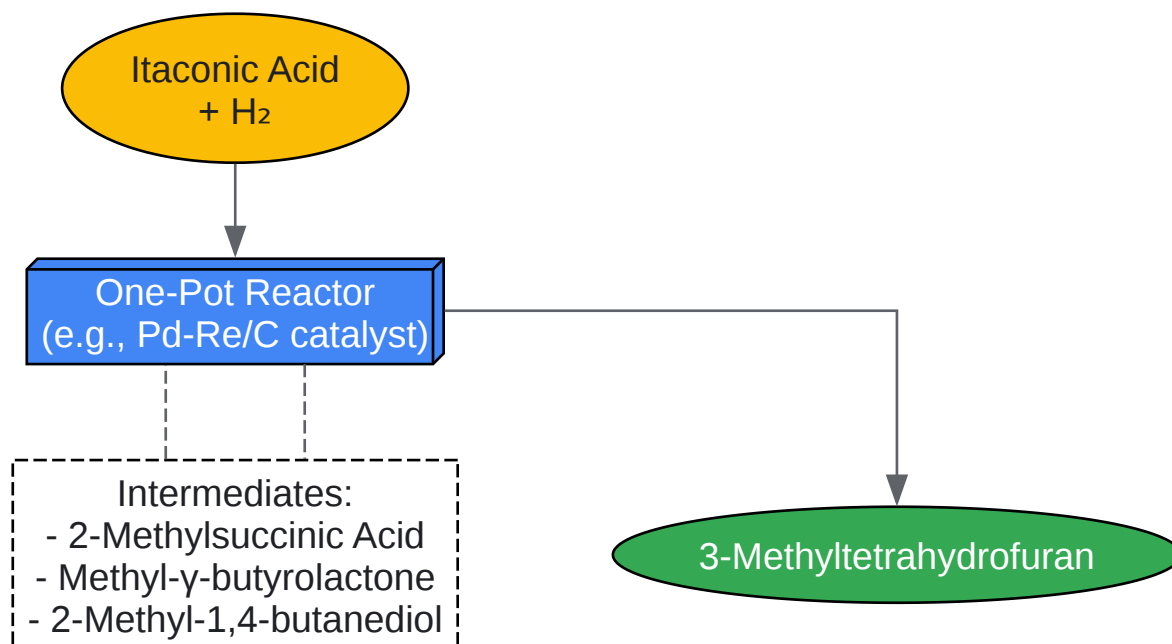 Itaconic Acid
+ H₂
One-Pot Reactor
(e.g., Pd-Re/C catalyst)
Intermediates:
- 2-Methylsuccinic Acid
- Methyl-γ-butyrolactone
- 2-Methyl-1,4-butanediol
3-Methyltetrahydrofuran